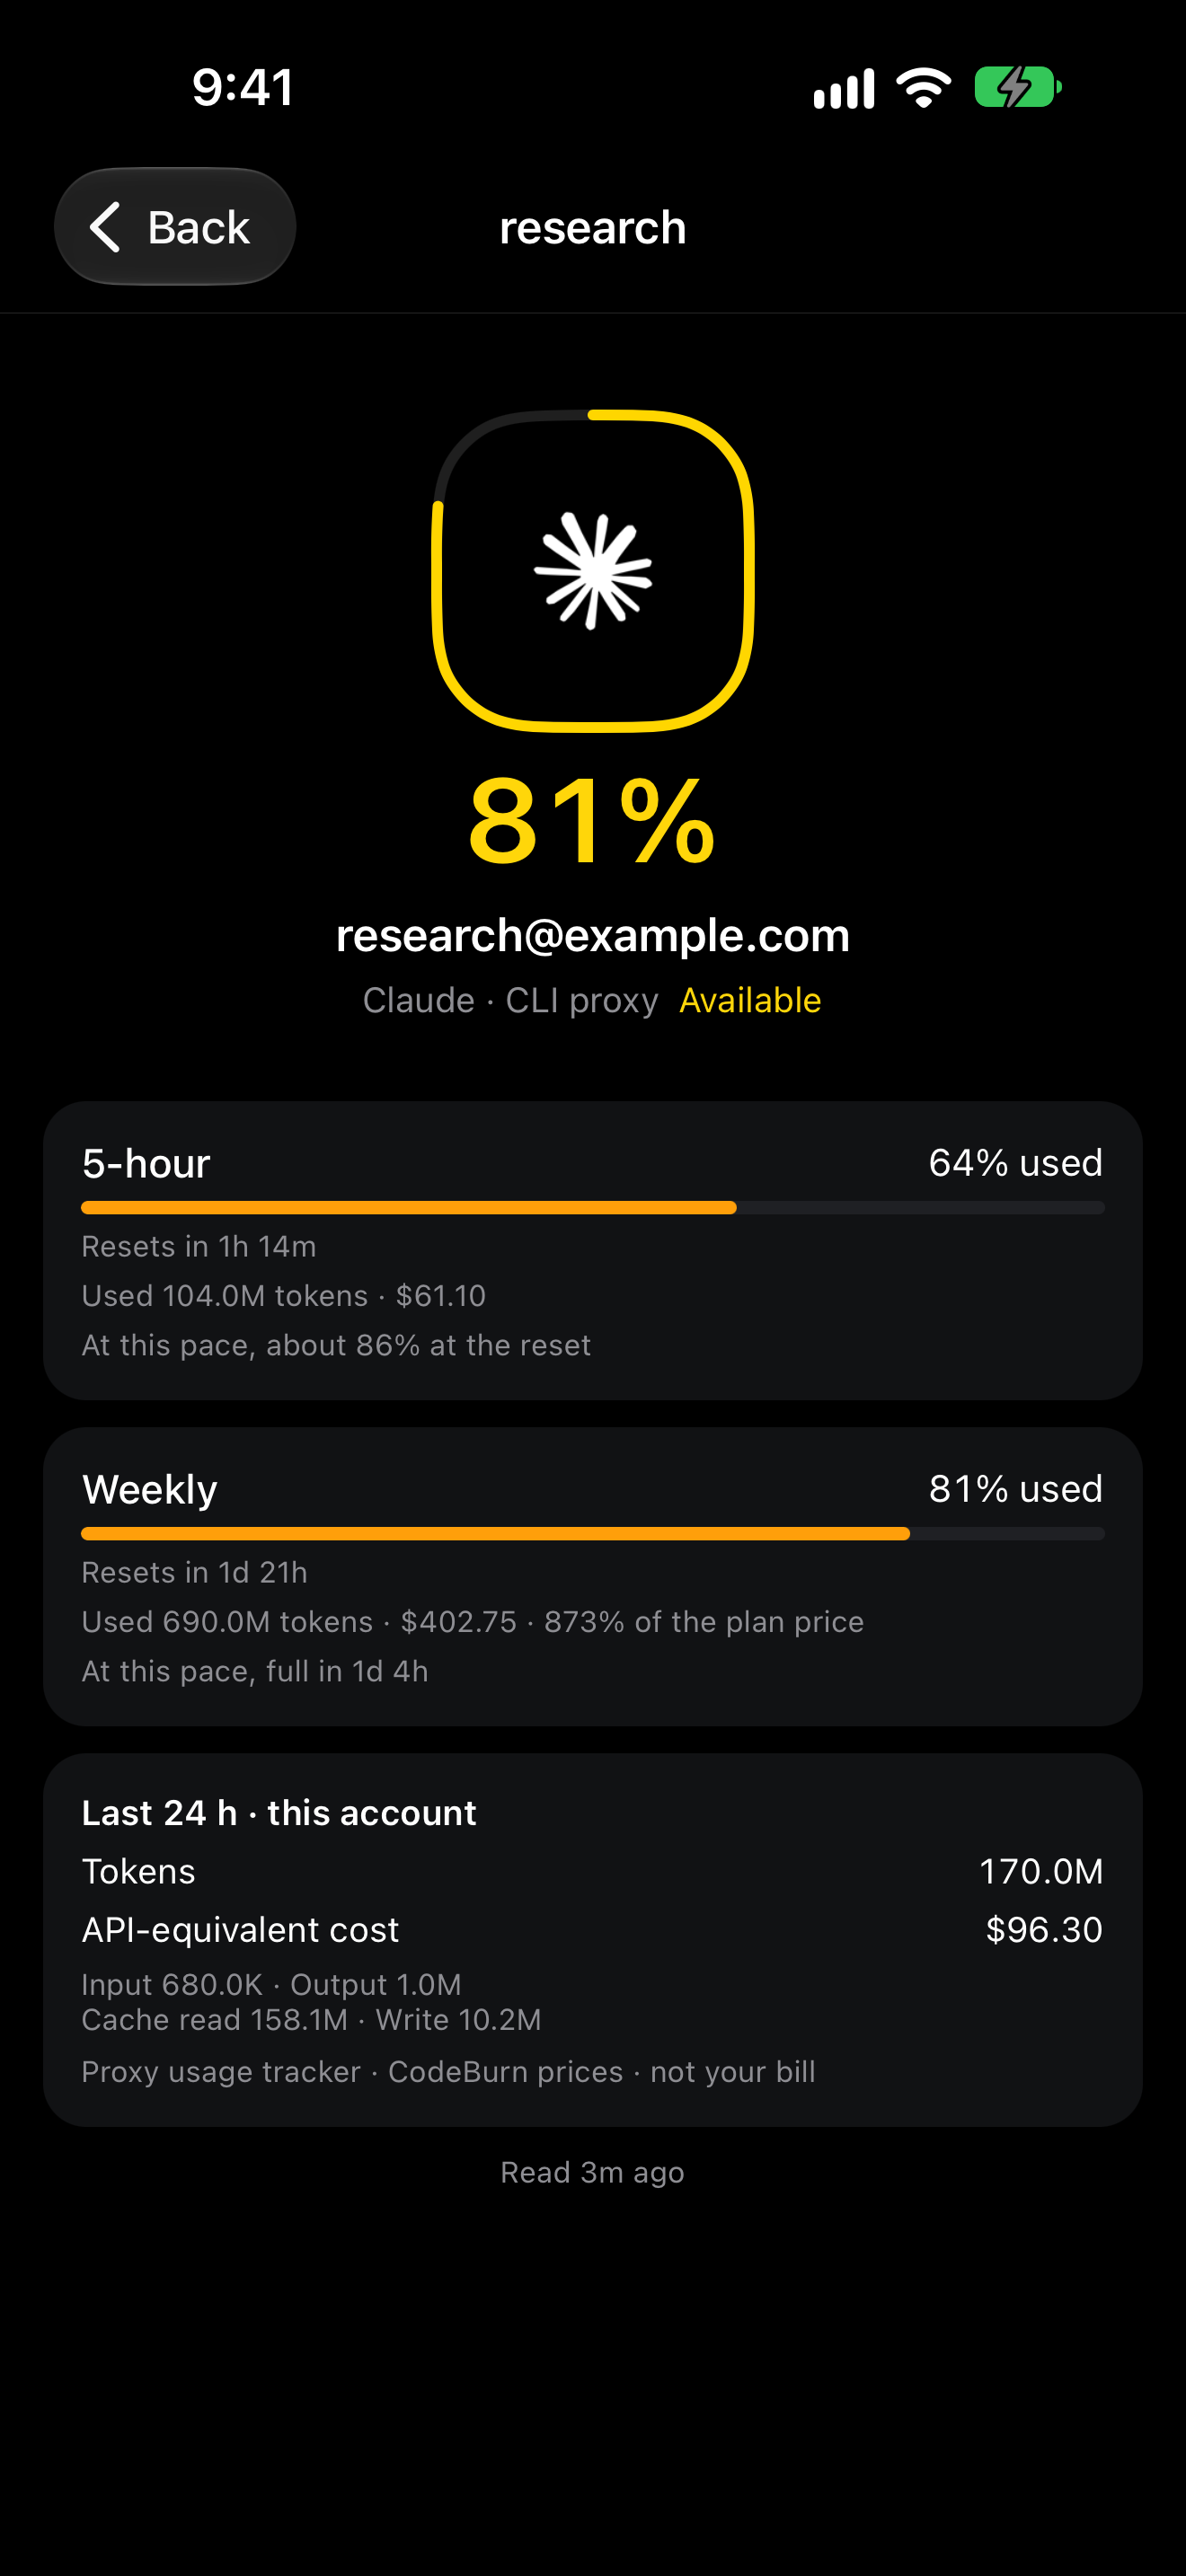 9:41
Back
research
81%
research@example.com
Claude · CLI proxy Available
5-hour 64% used
Resets in 1h 14m
Used 104.0M tokens · $61.10
At this pace, about 86% at the reset
Weekly 81% used
Resets in 1d 21h
Used 690.0M tokens · $402.75 · 873% of the plan price
At this pace, full in 1d 4h
Last 24 h · this account
Tokens 170.0M
API-equivalent cost $96.30
Input 680.0K · Output 1.0M
Cache read 158.1M · Write 10.2M
Proxy usage tracker · CodeBurn prices · not your bill
Read 3m ago